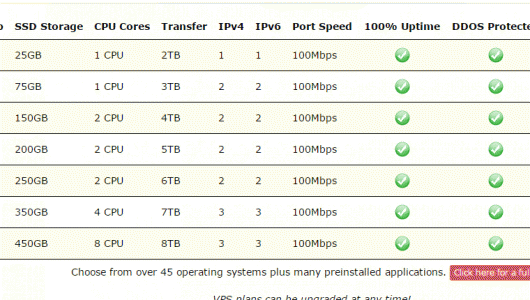 SSD Storage CPU Cores Transfer IPv4 IPv6 Port Speed 100% Uptime DDOS
25GB 1 CPU 2TB 1 1 100Mbps
75GB 1 CPU 3TB 2 2 100Mbps
150GB 2 CPU 4TB 2 2 100Mbps
200GB 2 CPU 5TB 2 2 100Mbps
250GB 2 CPU 6TB 2 2 100Mbps
350GB 4 CPU 7TB 3 3 100Mbps
450GB 8 CPU 8TB 3 3 100Mbps
Choose from over 45 operating systems plus many preinstalled applications. Click here for a
VPS plans can be upgraded at any time!